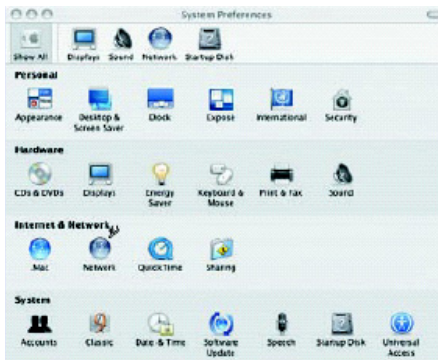 System Preferences
Show All Displays Sound Network Startup Disk
Personal
Appearance Desktop & Screen Saver Dock Expose International Security
Hardware
CDs & DVDs Displays Energy Saver Keyboard & Mouse Print & Fax Sound
Internet & Network
.Mac Network QuickTime Sharing
System
Accounts Classic Date & Time Software Update Speech Startup Disk Universal Access